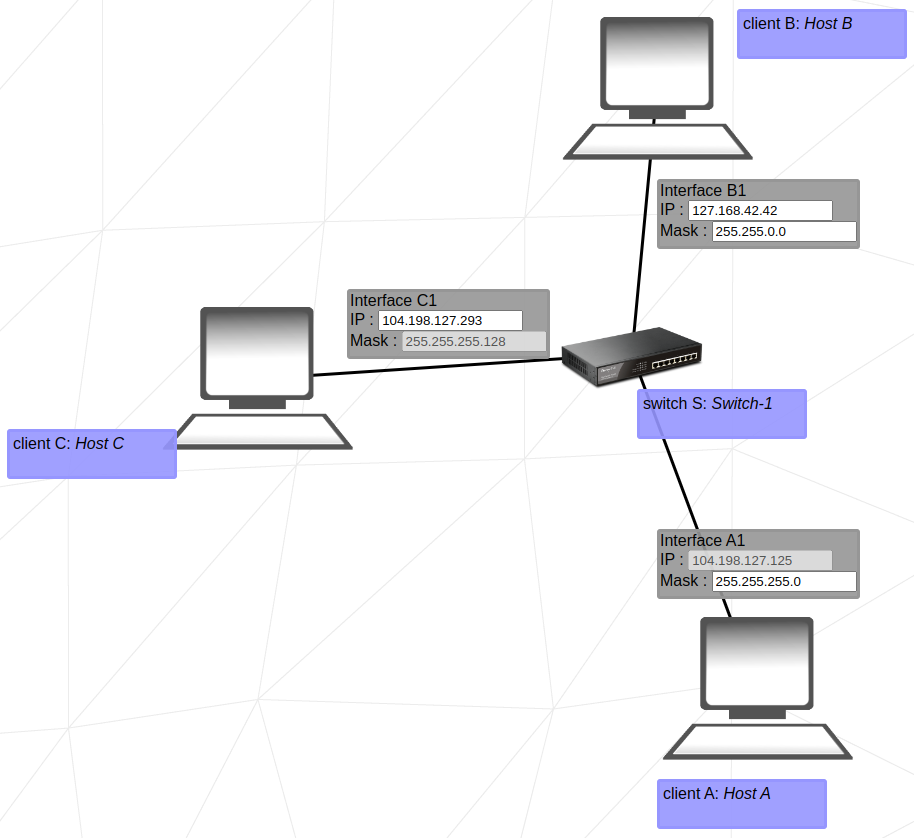 client B: Host B
Interface B1
IP : 127.168.42.42
Mask : 255.255.0.0
Interface C1
IP : 104.198.127.293
Mask : 255.255.255.128
switch S: Switch-1
client C: Host C
Interface A1
IP : 104.198.127.125
Mask : 255.255.255.0
client A: Host A